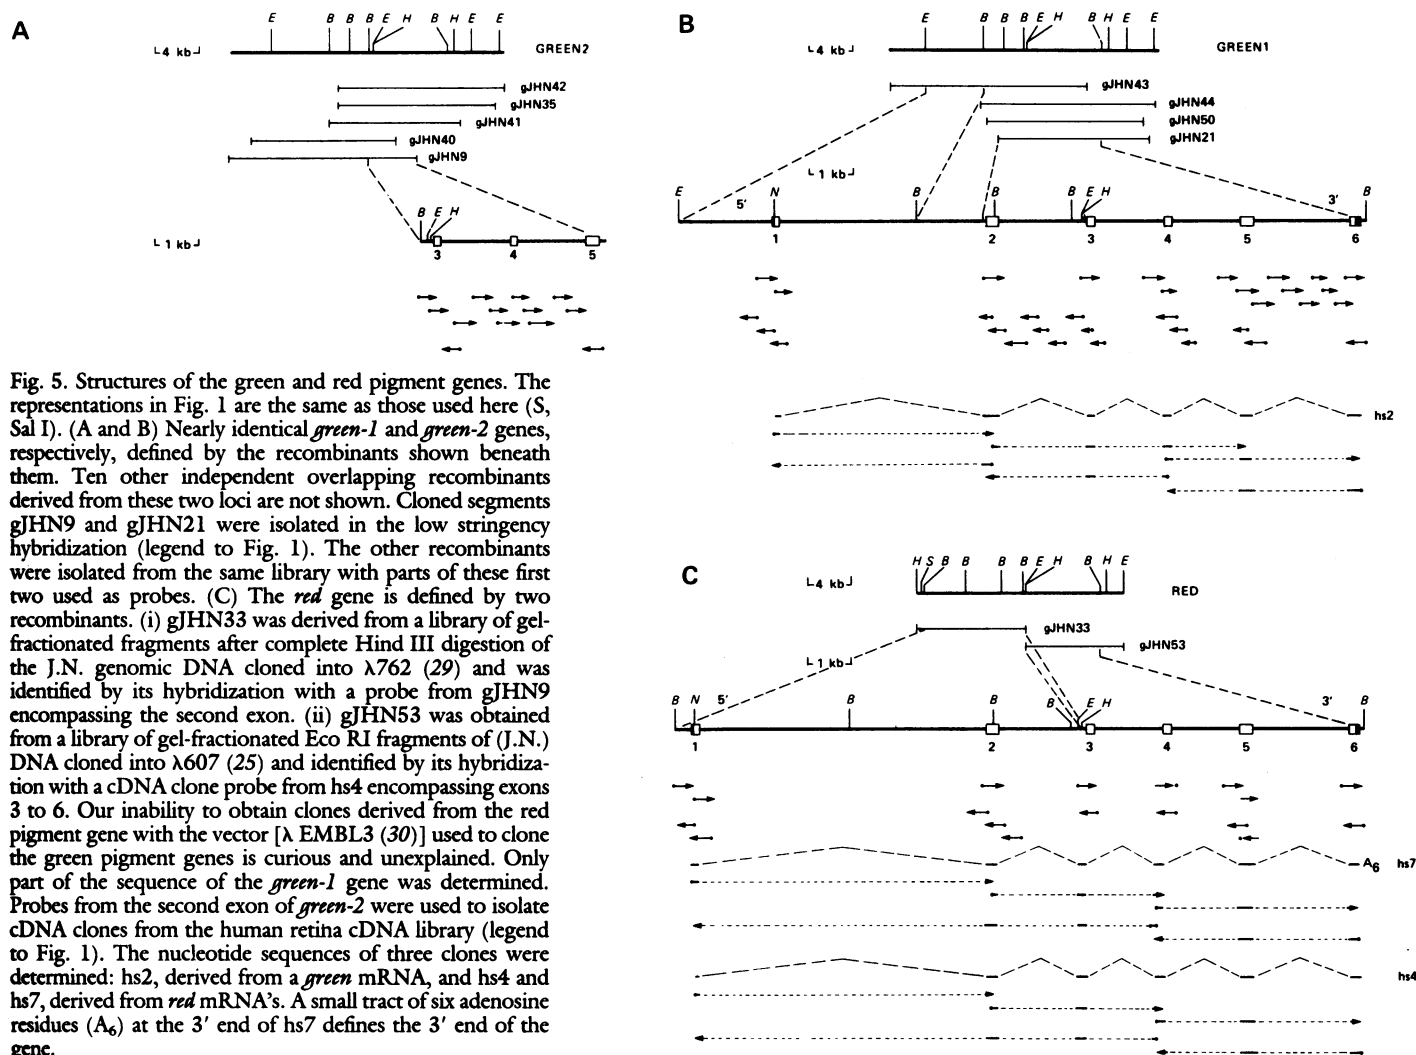 A
E B B B E H B H E E
└4 kb┘
GREEN2
gJHN42
gJHN35
gJHN41
gJHN40
gJHN9
B E H
└1 kb┘
3 4 5
Fig. 5. Structures of the green and red pigment genes. The
representations in Fig. 1 are the same as those used here (S,
Sal I). (A and B) Nearly identical green-1 and green-2 genes,
respectively, defined by the recombinants shown beneath
them. Ten other independent overlapping recombinants
derived from these two loci are not shown. Cloned segments
gJHN9 and gJHN21 were isolated in the low stringency
hybridization (legend to Fig. 1). The other recombinants
were isolated from the same library with parts of these first
two used as probes. (C) The red gene is defined by two
recombinants. (i) gJHN33 was derived from a library of gel-
fractionated fragments after complete Hind III digestion of
the J.N. genomic DNA cloned into λ762 (29) and was
identified by its hybridization with a probe from gJHN9
encompassing the second exon. (ii) gJHN53 was obtained
from a library of gel-fractionated Eco RI fragments of (J.N.)
DNA cloned into λ607 (25) and identified by its hybridiza-
tion with a cDNA clone probe from hs4 encompassing exons
3 to 6. Our inability to obtain clones derived from the red
pigment gene with the vector [λ EMBL3 (30)] used to clone
the green pigment genes is curious and unexplained. Only
part of the sequence of the green-1 gene was determined.
Probes from the second exon of green-2 were used to isolate
cDNA clones from the human retina cDNA library (legend
to Fig. 1). The nucleotide sequences of three clones were
determined: hs2, derived from a green mRNA, and hs4 and
hs7, derived from red mRNA's. A small tract of six adenosine
residues (A₆) at the 3′ end of hs7 defines the 3′ end of the
gene.
B
E B B B E H B H E E
└4 kb┘
GREEN1
gJHN43
gJHN44
gJHN50
gJHN21
└1 kb┘
E 5′ N B B B E H 3′ B
1 2 3 4 5 6
hs2
C
H S B B B B E H B H E
└4 kb┘
RED
gJHN33
gJHN53
└1 kb┘
B N 5′ B B B E H 3′ B
1 2 3 4 5 6
A₆ hs7
hs4